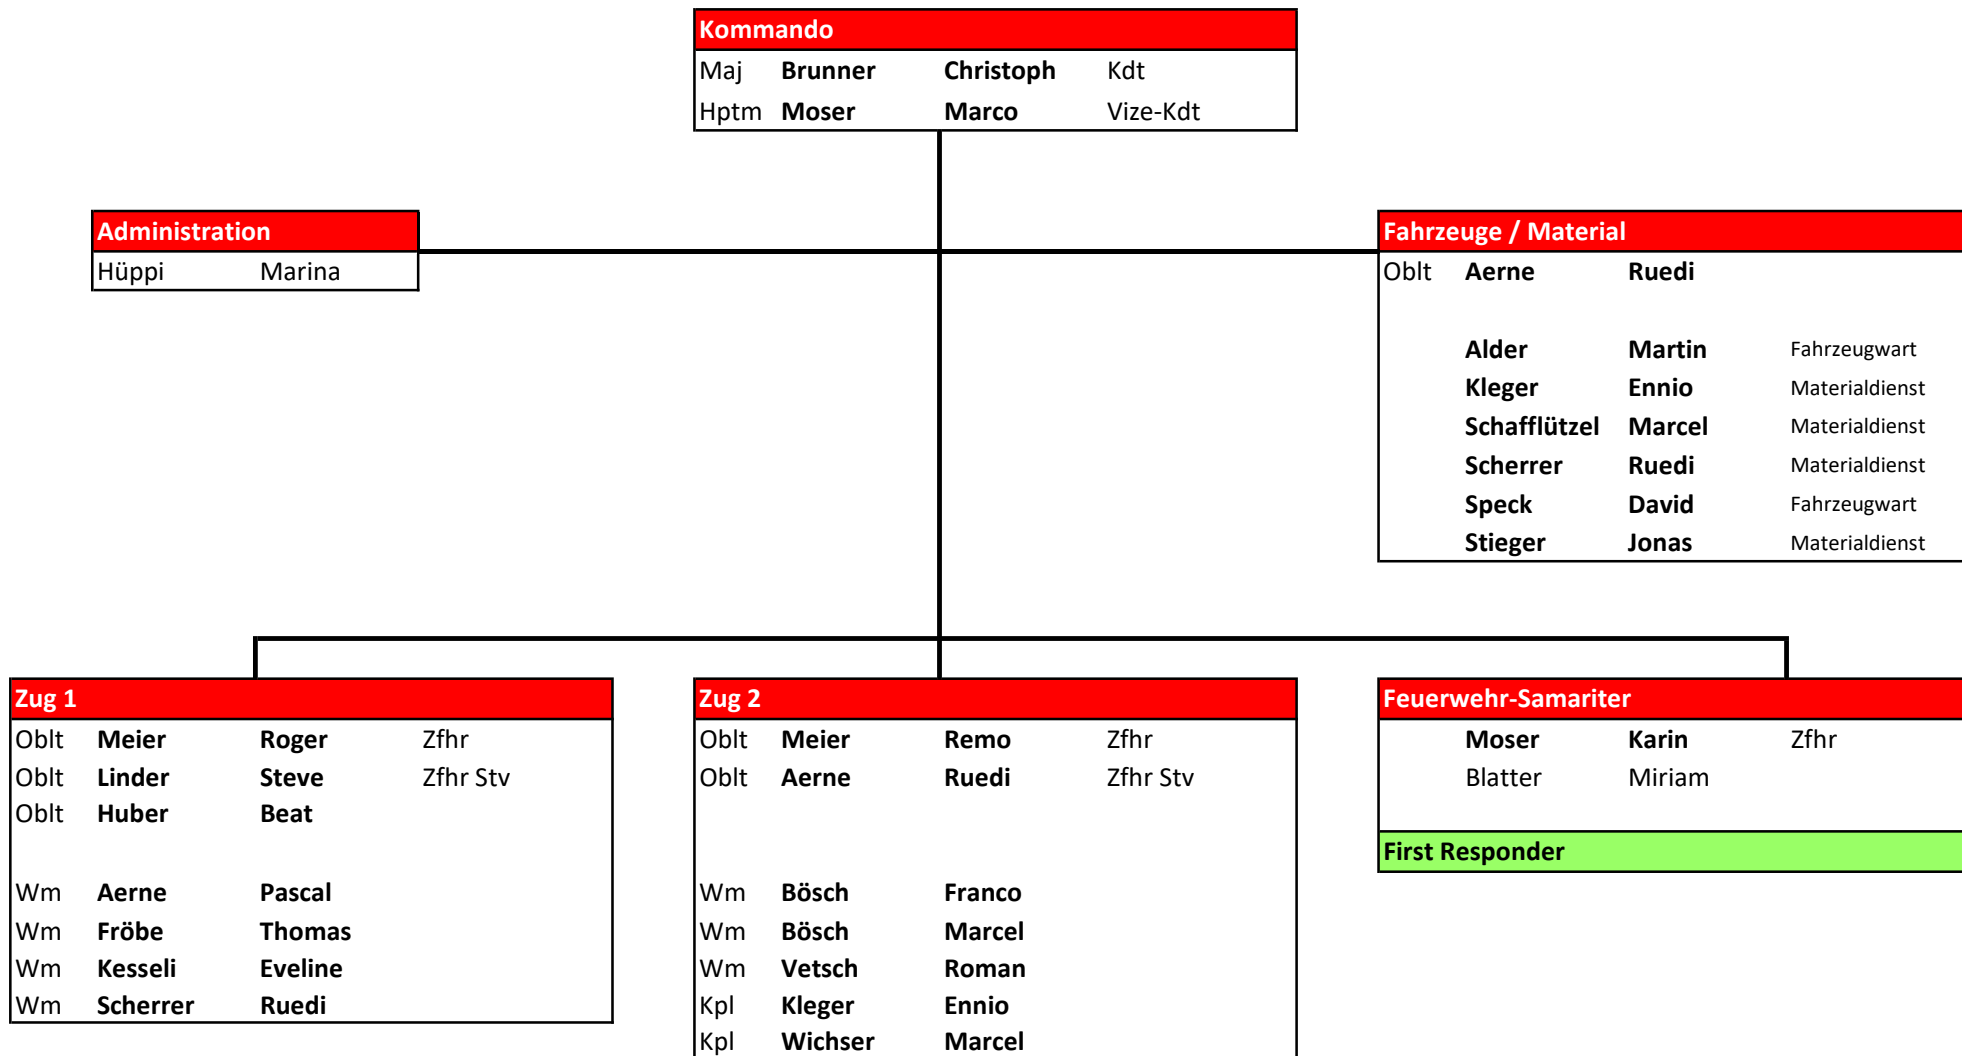 Kommando
Maj Brunner Christoph Kdt
Hptm Moser Marco Vize-Kdt
Administration
Hüppi Marina
Fahrzeuge / Material
Oblt Aerne Ruedi
Alder Martin Fahrzeugwart
Kleger Ennio Materialdienst
Schafflützel Marcel Materialdienst
Scherrer Ruedi Materialdienst
Speck David Fahrzeugwart
Stieger Jonas Materialdienst
Zug 1
Oblt Meier Roger Zfhr
Oblt Linder Steve Zfhr Stv
Oblt Huber Beat
Wm Aerne Pascal
Wm Fröbe Thomas
Wm Kesseli Eveline
Wm Scherrer Ruedi
Zug 2
Oblt Meier Remo Zfhr
Oblt Aerne Ruedi Zfhr Stv
Wm Bösch Franco
Wm Bösch Marcel
Wm Vetsch Roman
Kpl Kleger Ennio
Kpl Wichser Marcel
Feuerwehr-Samariter
Moser Karin Zfhr
Blatter Miriam
First Responder